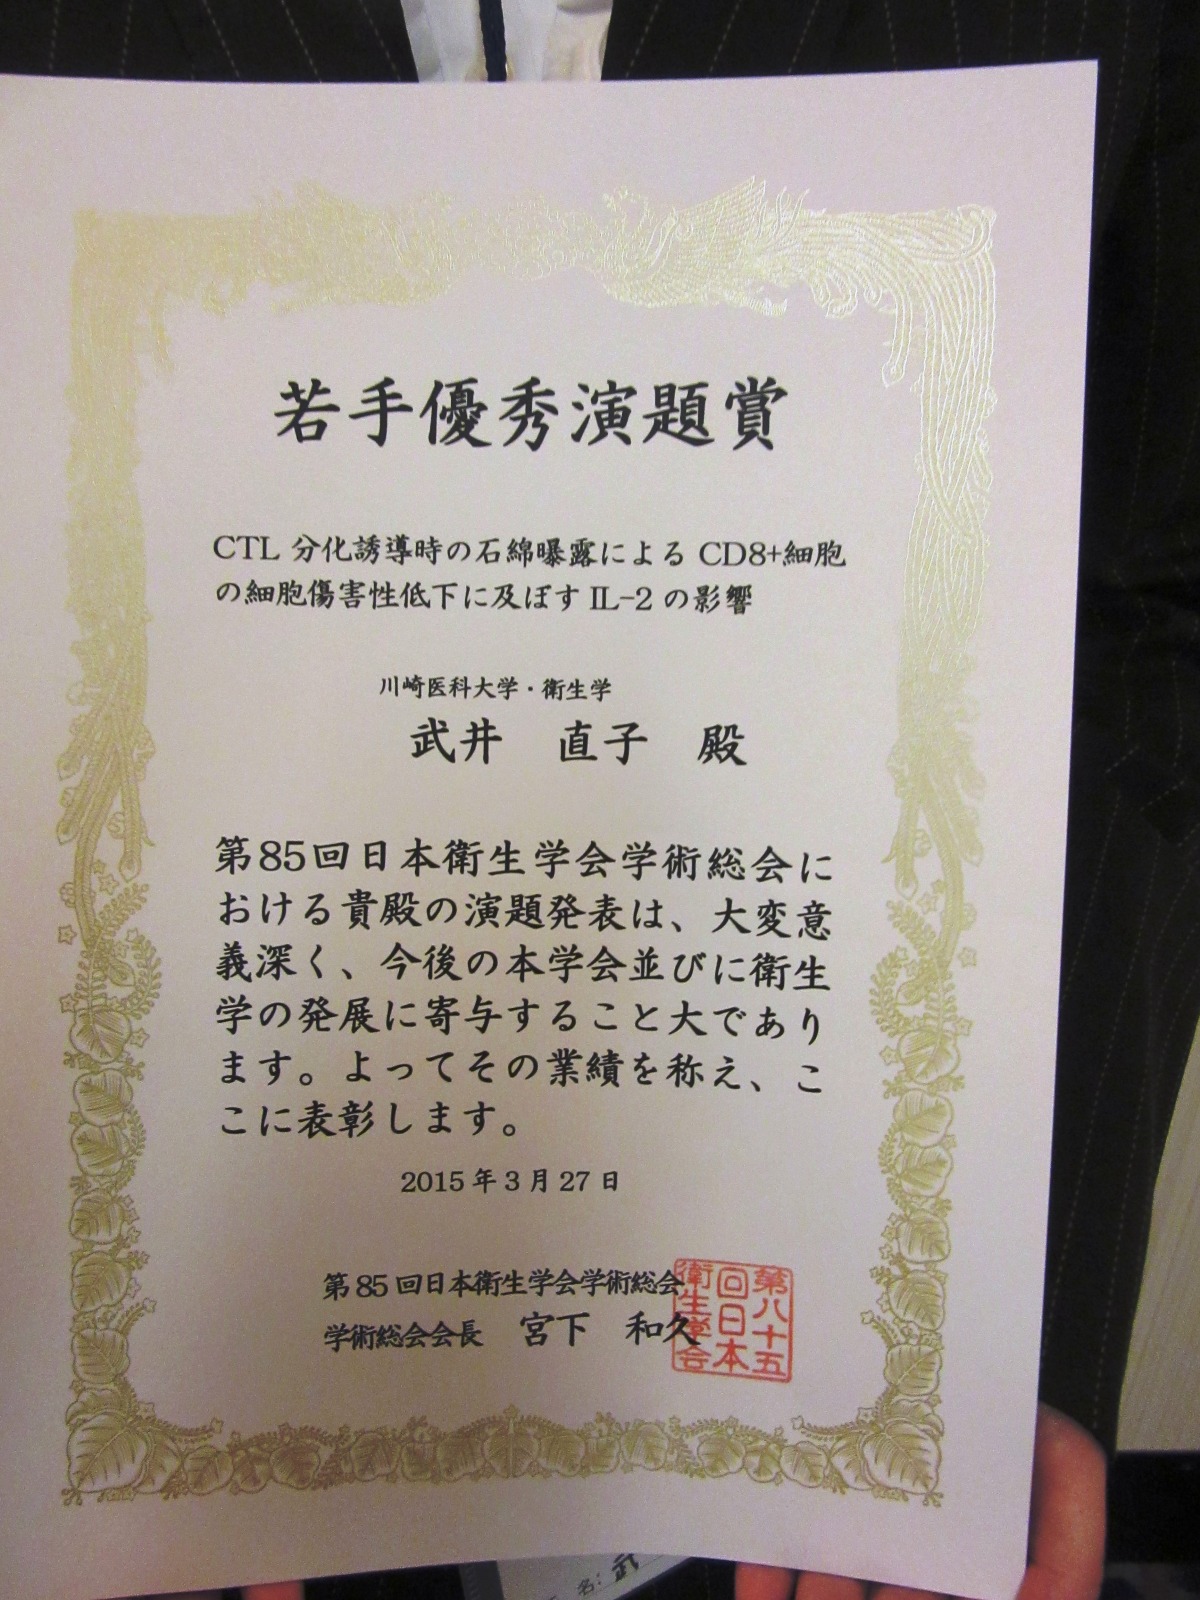 若手優秀演題賞
CTL 分化誘導時の石綿曝露による CD8+細胞
の細胞傷害性低下に及ぼす IL-2 の影響
川崎医科大学・衛生学
武井　直子　殿
第85回日本衛生学会学術総会に
おける貴殿の演題発表は、大変意
義深く、今後の本学会並びに衛生
学の発展に寄与すること大であり
ます。よってその業績を称え、こ
こに表彰します。
2015年3月27日
第85回日本衛生学会学術総会
学術総会会長　宮下　和久
第八十五
回日本
衛生学会
名: 武